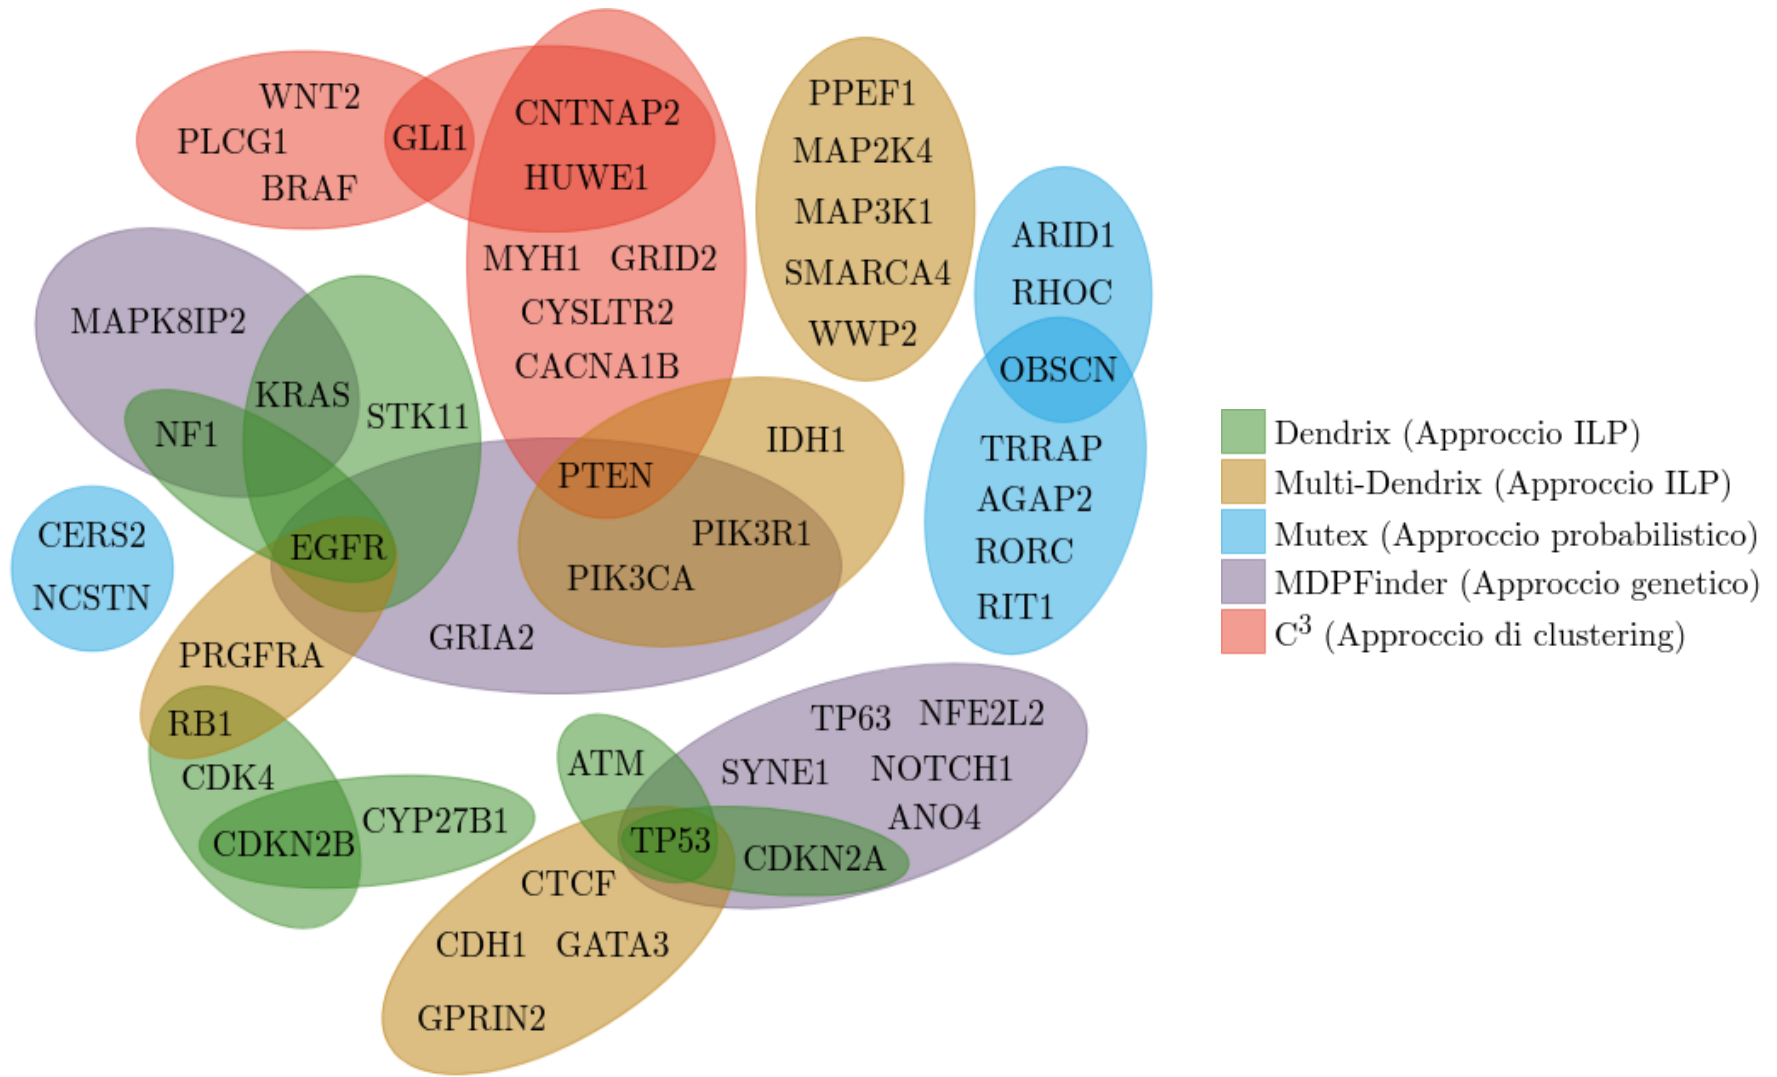 WNT2
PLCG1
GLI1
BRAF
CNTNAP2
HUWE1
MYH1 GRID2
CYSLTR2
CACNA1B
PPEF1
MAP2K4
MAP3K1
SMARCA4
WWP2
ARID1
RHOC
OBSCN
TRRAP
AGAP2
RORC
RIT1
MAPK8IP2
KRAS
STK11
NF1
EGFR
PTEN
IDH1
PIK3R1
PIK3CA
GRIA2
CERS2
NCSTN
PRGFRA
RB1
CDK4
CYP27B1
CDKN2B
ATM
TP53
CDKN2A
TP63 NFE2L2
SYNE1 NOTCH1
ANO4
CTCF
CDH1 GATA3
GPRIN2
Dendrix (Approccio ILP)
Multi-Dendrix (Approccio ILP)
Mutex (Approccio probabilistico)
MDPFinder (Approccio genetico)
C³ (Approccio di clustering)